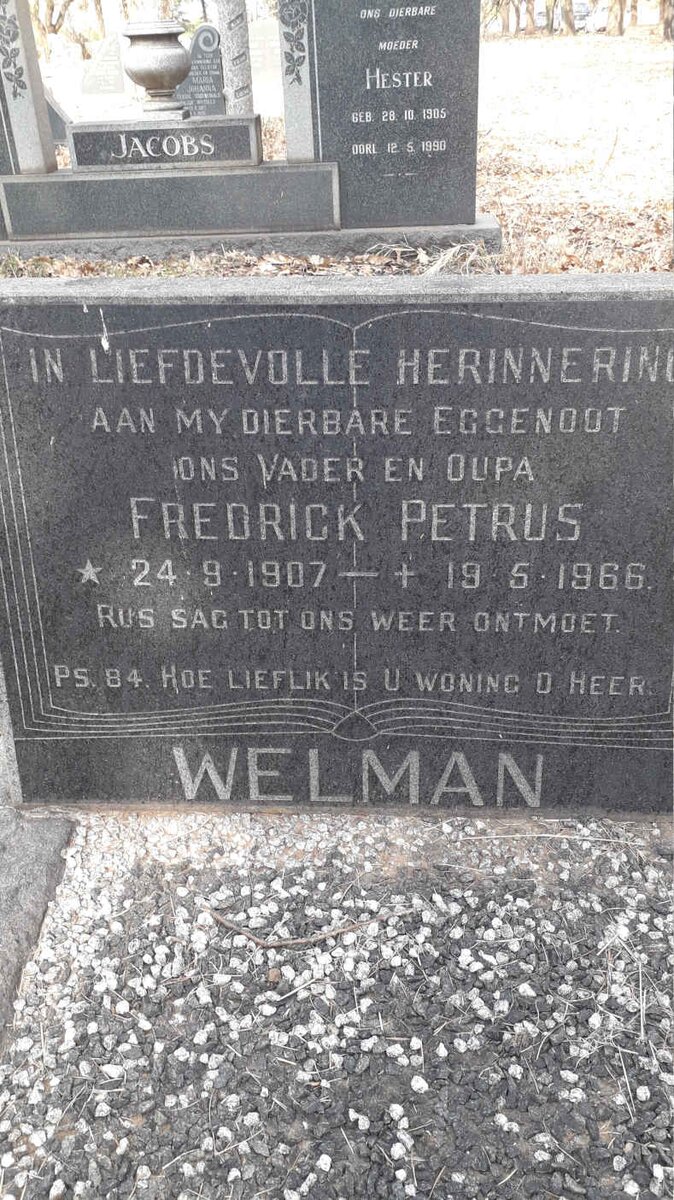 ONS DIERBARE
MOEDER
HESTER
GEB. 28. 10. 1905
OORL. 12. 5. 1990
MARIA
JOHANNA
JACOBS
IN LIEFDEVOLLE HERINNERING
AAN MY DIERBARE EGGENOOT
ONS VADER EN OUPA
FREDRICK PETRUS
★ 24·9·1907 — + 19·5·1966.
RUS SAG TOT ONS WEER ONTMOET.
PS. 84. HOE LIEFLIK IS U WONING O HEER.
WELMAN